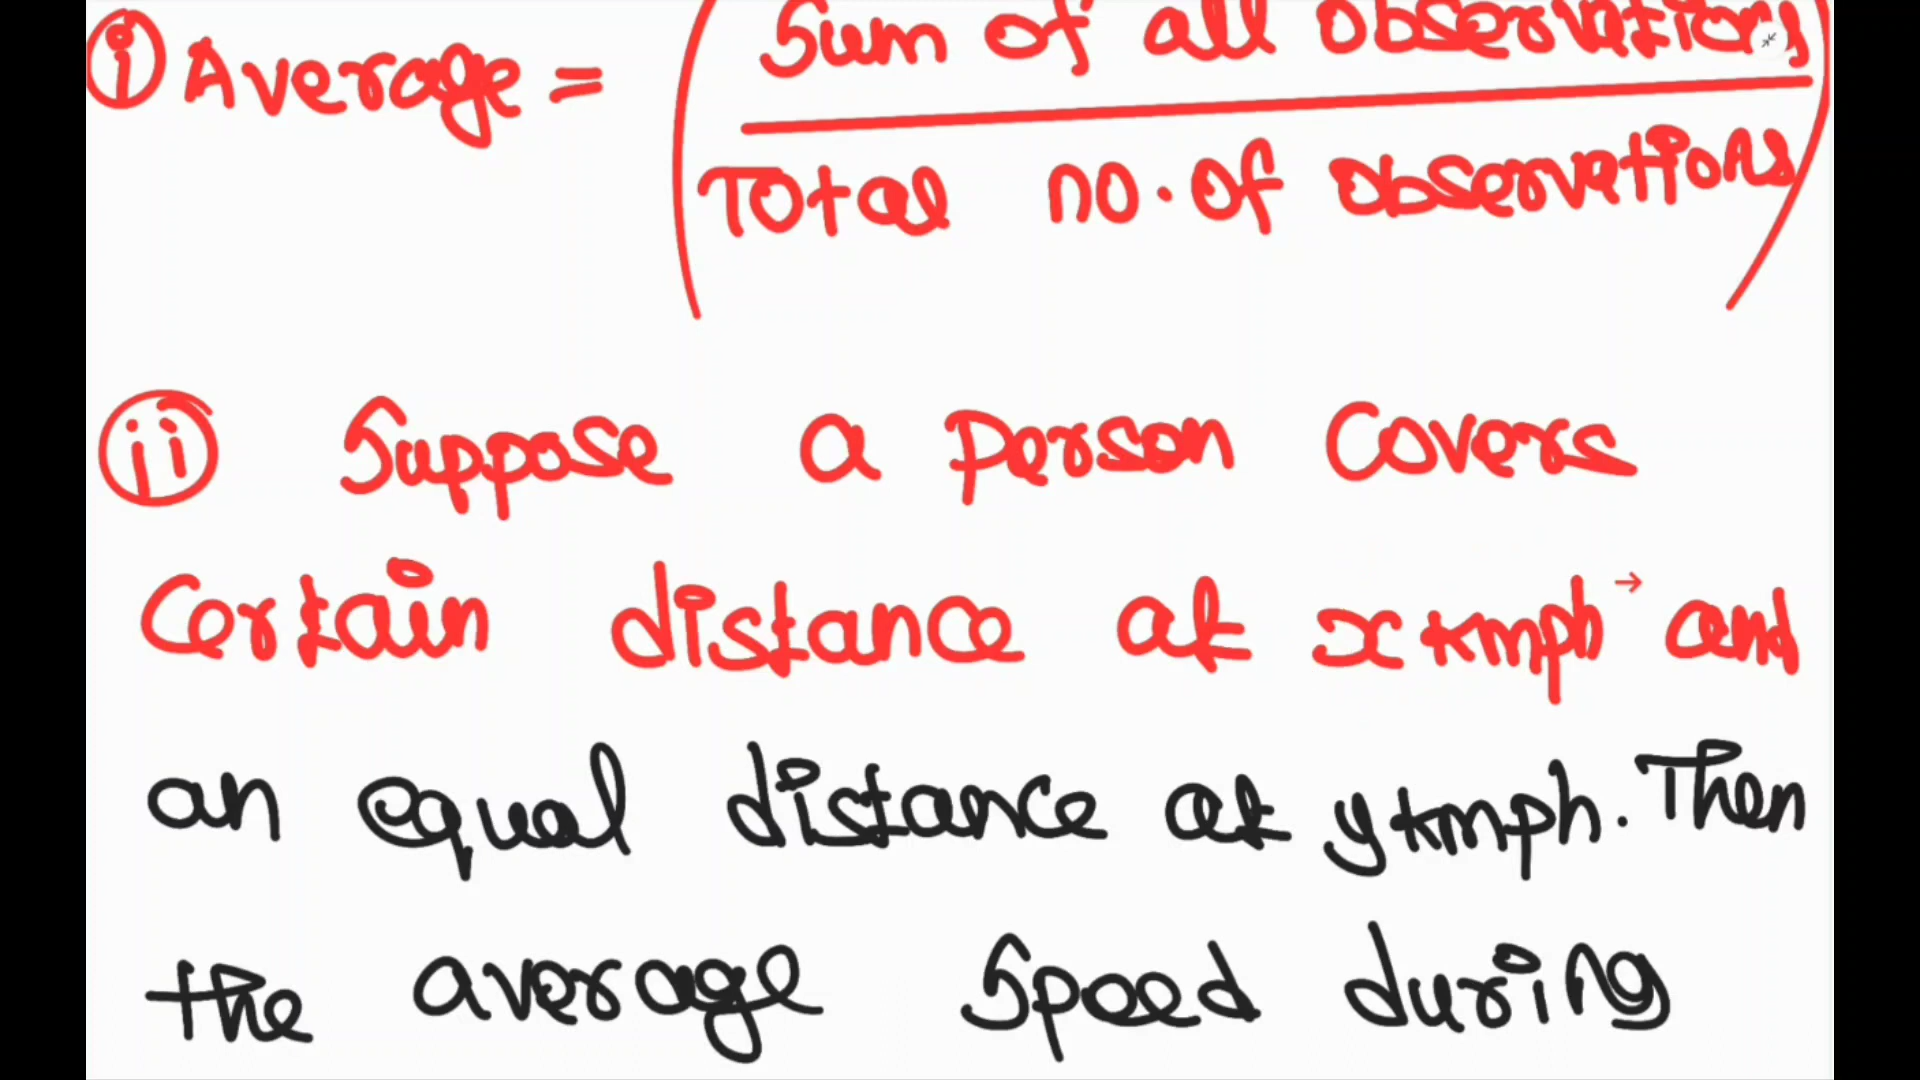 (i) Average = (Sum of all observations
Total no. of observations)
(ii) Suppose a person covers
Certain distance at x kmph and
an equal distance at y kmph. Then
the average speed during